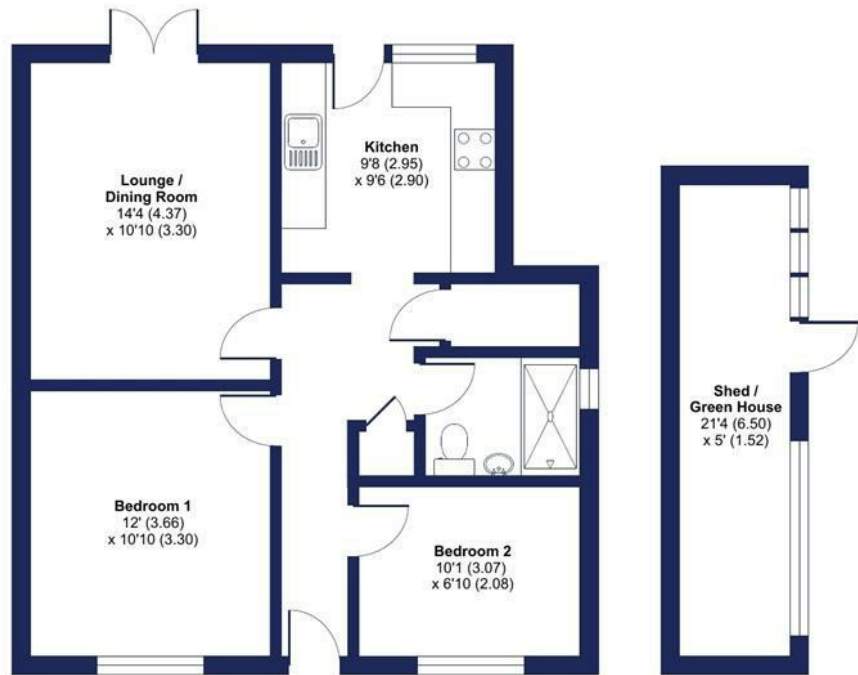 Lounge /
Dining Room
14'4 (4.37)
x 10'10 (3.30)
Kitchen
9'8 (2.95)
x 9'6 (2.90)
Bedroom 1
12' (3.66)
x 10'10 (3.30)
Bedroom 2
10'1 (3.07)
x 6'10 (2.08)
Shed /
Green House
21'4 (6.50)
x 5' (1.52)